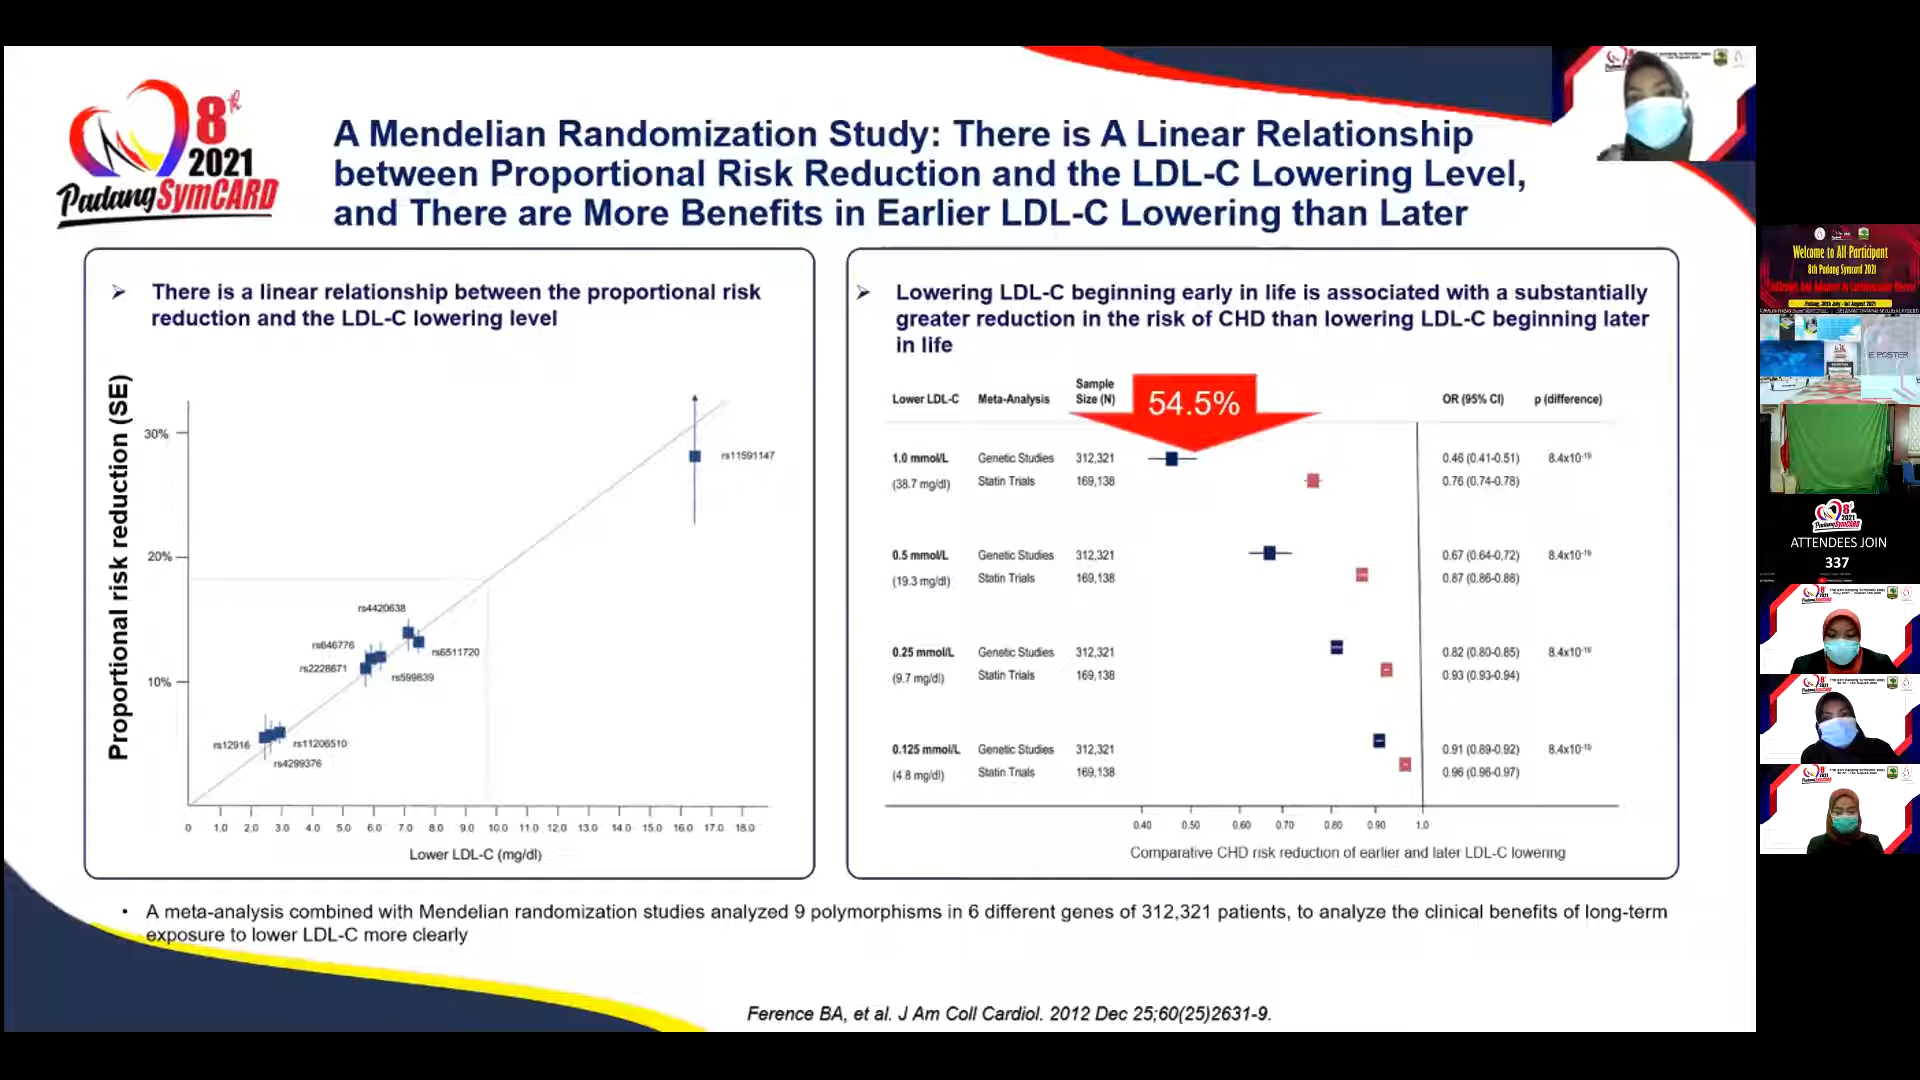 8th
2021
Padang SymCARD
A Mendelian Randomization Study: There is A Linear Relationship
between Proportional Risk Reduction and the LDL-C Lowering Level,
and There are More Benefits in Earlier LDL-C Lowering than Later
There is a linear relationship between the proportional risk
reduction and the LDL-C lowering level
Proportional risk reduction (SE)
30%
20%
10%
rs11591147
rs4420638
rs646776
rs6511720
rs2228671
rs599839
rs12916
rs11206510
rs4299376
0 1.0 2.0 3.0 4.0 5.0 6.0 7.0 8.0 9.0 10.0 11.0 12.0 13.0 14.0 15.0 16.0 17.0 18.0
Lower LDL-C (mg/dl)
Lowering LDL-C beginning early in life is associated with a substantially
greater reduction in the risk of CHD than lowering LDL-C beginning later
in life
Lower LDL-C Meta-Analysis Sample Size (N) OR (95% CI) p (difference)
54.5%
1.0 mmol/L Genetic Studies 312,321 0.46 (0.41-0.51) 8.4x10-19
(38.7 mg/dl) Statin Trials 169,138 0.76 (0.74-0.78)
0.5 mmol/L Genetic Studies 312,321 0.67 (0.64-0,72) 8.4x10-19
(19.3 mg/dl) Statin Trials 169,138 0.87 (0.86-0.88)
0.25 mmol/L Genetic Studies 312,321 0.82 (0.80-0.85) 8.4x10-19
(9.7 mg/dl) Statin Trials 169,138 0.93 (0.93-0.94)
0.125 mmol/L Genetic Studies 312,321 0.91 (0.89-0.92) 8.4x10-19
(4.8 mg/dl) Statin Trials 169,138 0.96 (0.96-0.97)
0.40 0.50 0.60 0.70 0.80 0.90 1.0
Comparative CHD risk reduction of earlier and later LDL-C lowering
• A meta-analysis combined with Mendelian randomization studies analyzed 9 polymorphisms in 6 different genes of 312,321 patients, to analyze the clinical benefits of long-term
exposure to lower LDL-C more clearly
Ference BA, et al. J Am Coll Cardiol. 2012 Dec 25;60(25)2631-9.
Welcome to All Participant
8th Padang Symcard 2021
E POSTER
8th
2021
Padang SymCARD
ATTENDEES JOIN
337